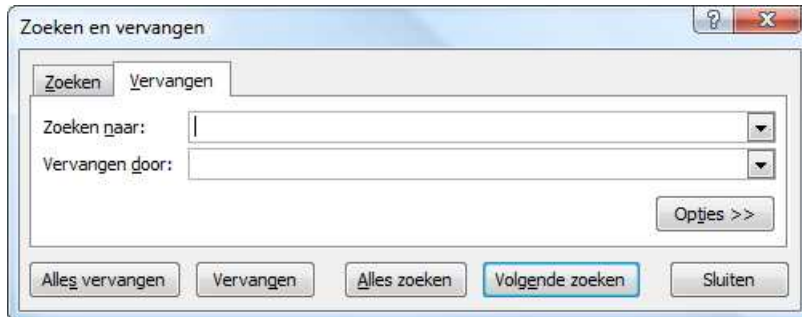 Zoeken en vervangen
Zoeken Vervangen
Zoeken naar:
Vervangen door:
Opties >>
Alles vervangen Vervangen Alles zoeken Volgende zoeken Sluiten